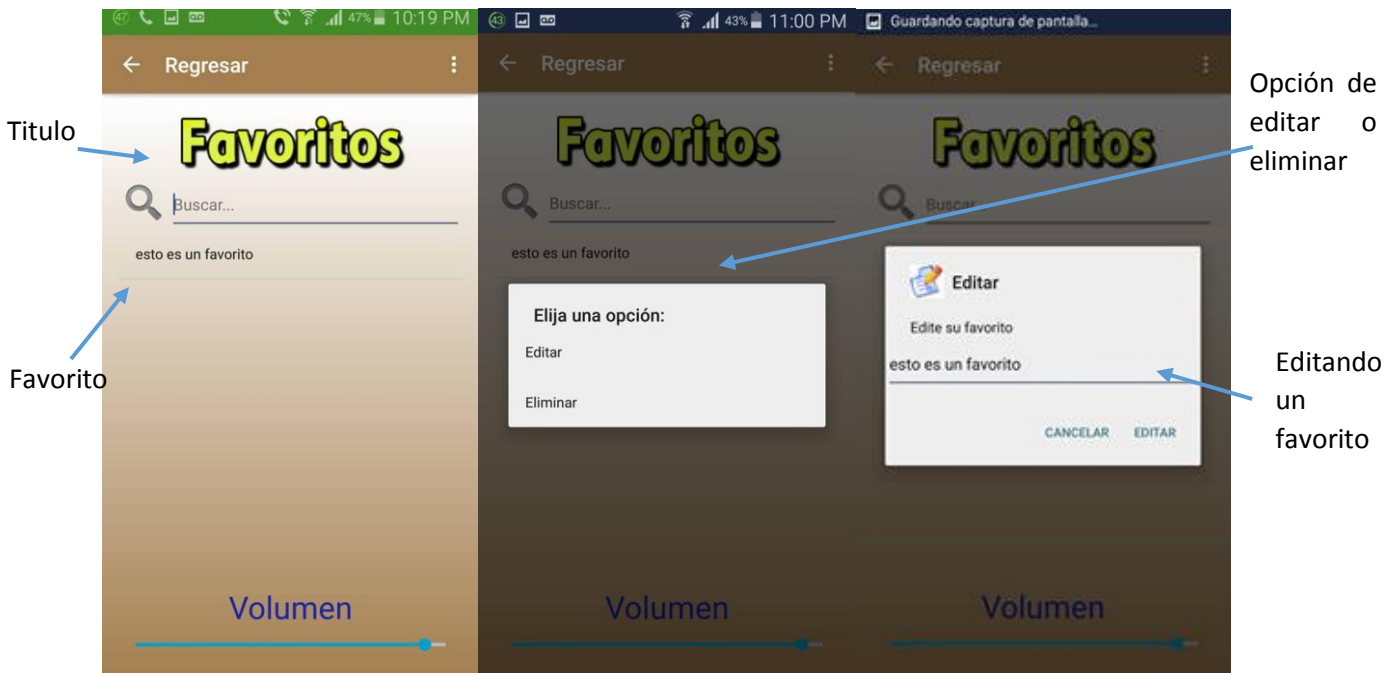 Titulo
Favorito
47 47% 10:19 PM
Regresar
Favoritos
Buscar...
esto es un favorito
Volumen
43 43% 11:00 PM
Regresar
Favoritos
Buscar...
esto es un favorito
Elija una opción:
Editar
Eliminar
Volumen
Guardando captura de pantalla...
Regresar
Favoritos
Buscar...
Editar
Edite su favorito
esto es un favorito
CANCELAR EDITAR
Volumen
Opción de
editar o
eliminar
Editando
un
favorito